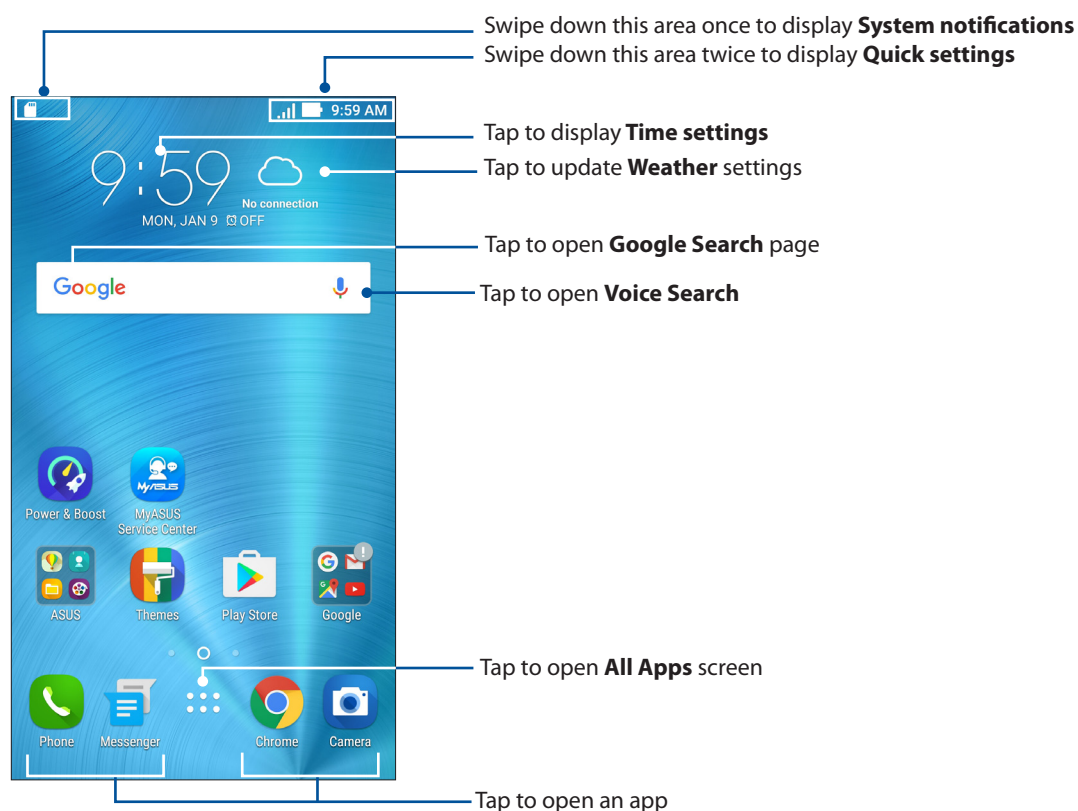 Swipe down this area once to display System notifications
Swipe down this area twice to display Quick settings
9:59 AM
Tap to display Time settings
9:59
Tap to update Weather settings
No connection
MON, JAN 9 OFF
Tap to open Google Search page
Google
Tap to open Voice Search
MyASUS
Power & Boost
MyASUS
Service Center
ASUS
Themes
Play Store
Google
Tap to open All Apps screen
Phone
Messenger
Chrome
Camera
Tap to open an app